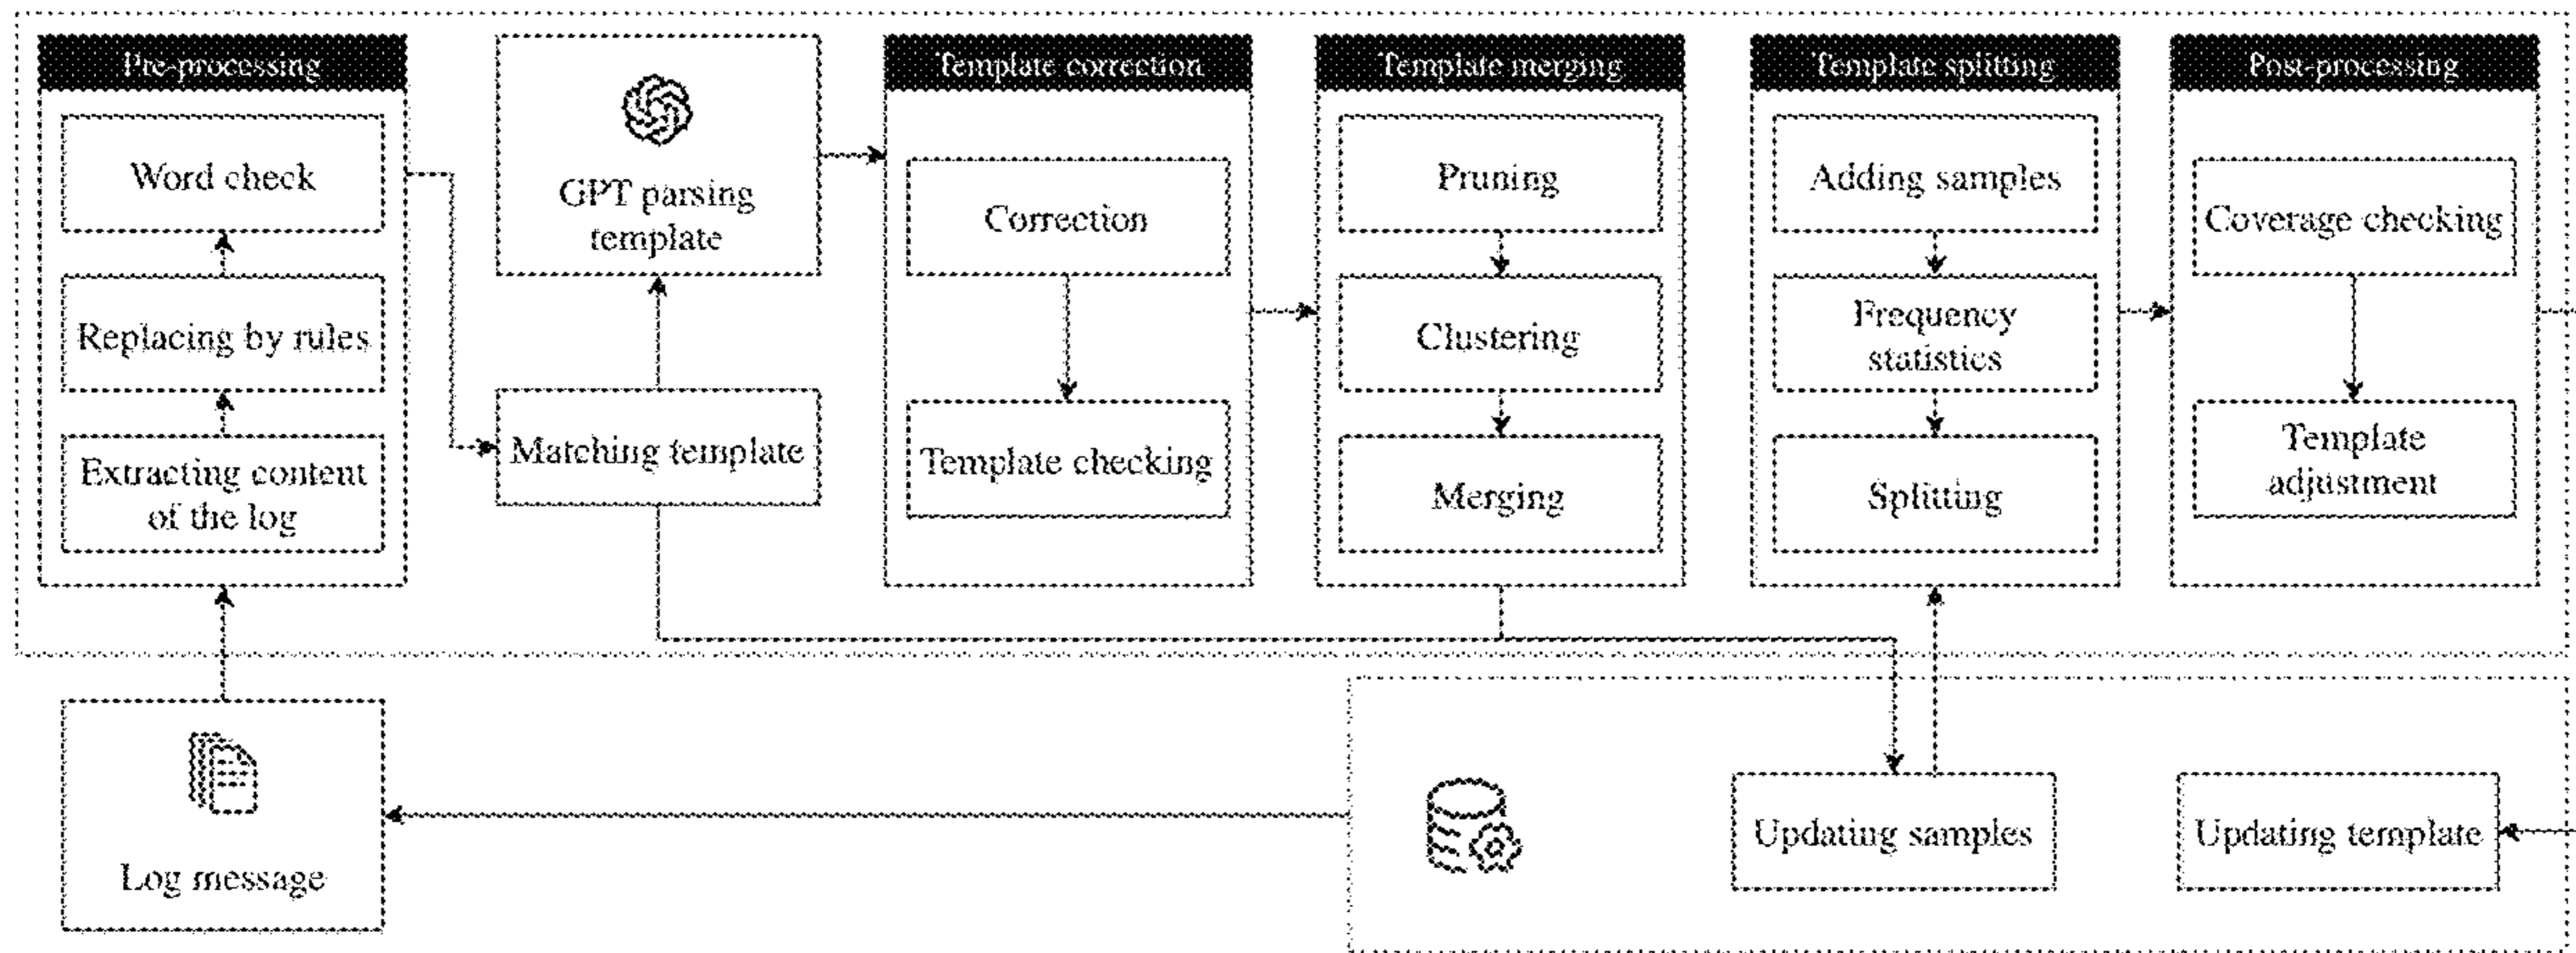 Pre-processing
Word check
Replacing by rules
Extracting content
of the log
GPT parsing
template
Matching template
Template correction
Correction
Template checking
Template merging
Pruning
Clustering
Merging
Template splitting
Adding samples
Frequency
statistics
Splitting
Post-processing
Coverage checking
Template
adjustment
Log message
Updating samples
Updating template